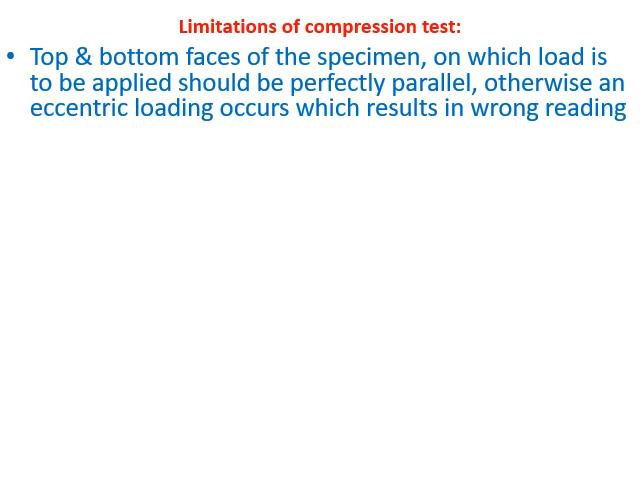 Limitations of compression test:
• Top & bottom faces of the specimen, on which load is
to be applied should be perfectly parallel, otherwise an
eccentric loading occurs which results in wrong reading